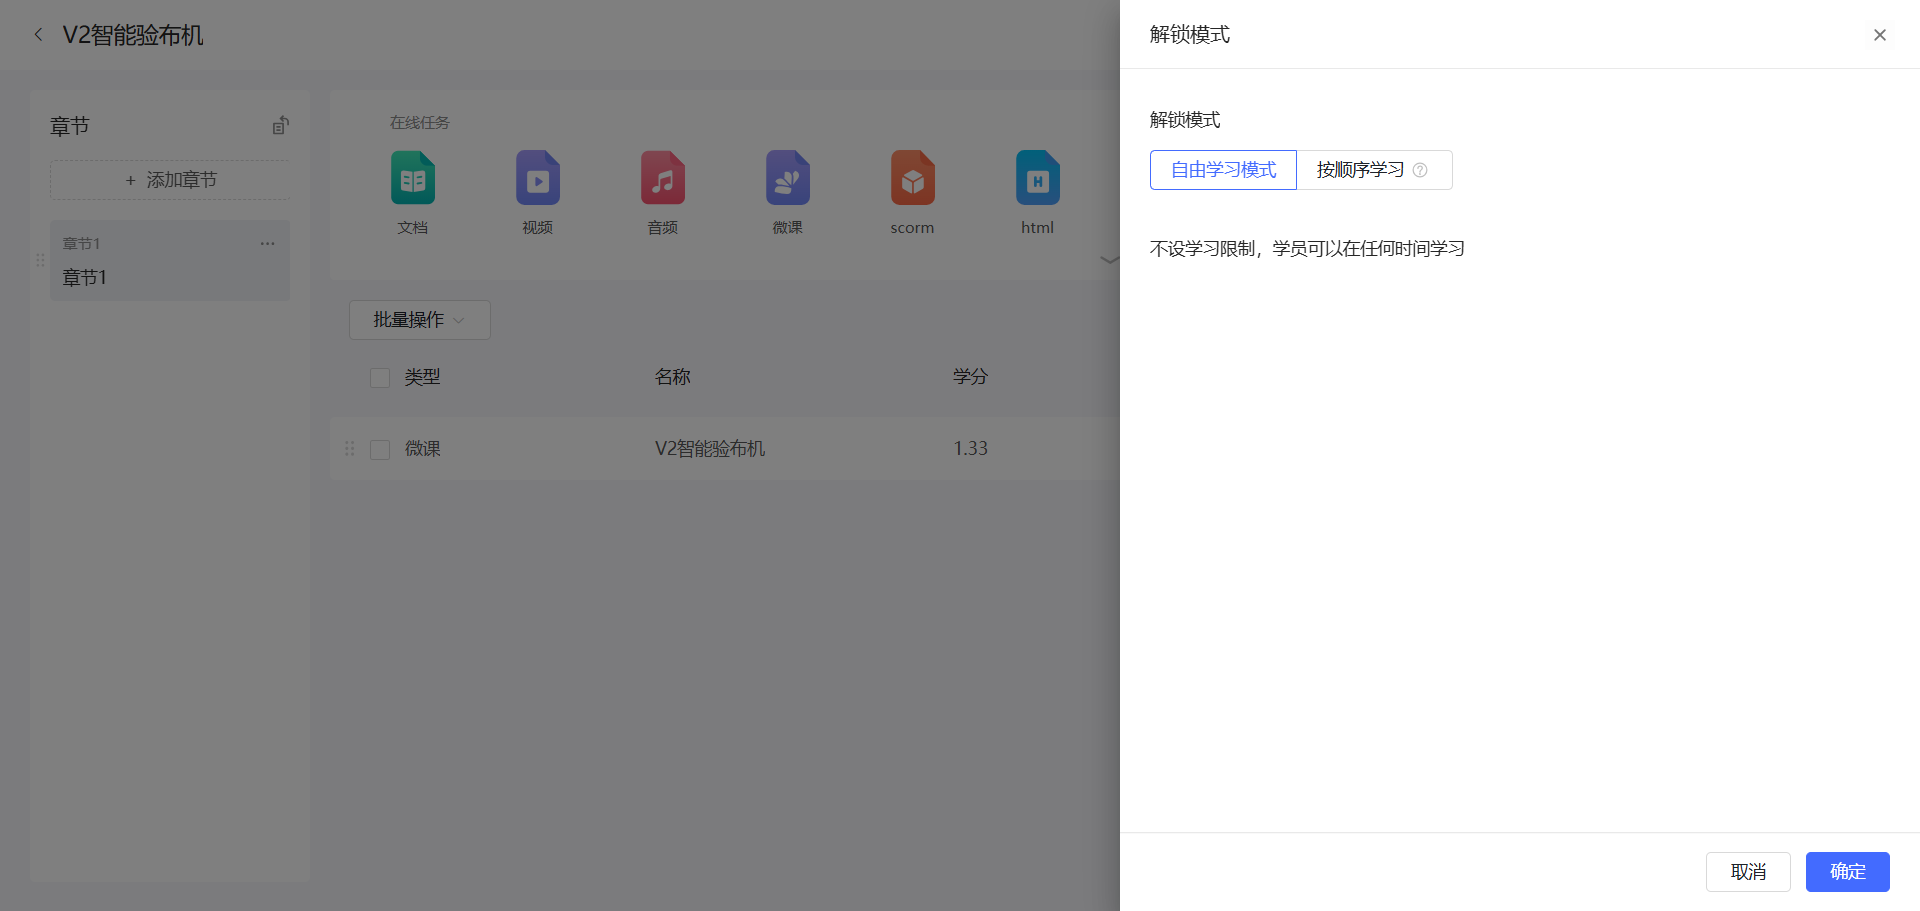 V2智能验布机
章节
+ 添加章节
章节1
章节1
在线任务
文档
视频
音频
微课
scorm
html
批量操作
类型
名称
学分
微课
V2智能验布机
1.33
解锁模式
解锁模式
自由学习模式
按顺序学习
不设学习限制，学员可以在任何时间学习
取消
确定